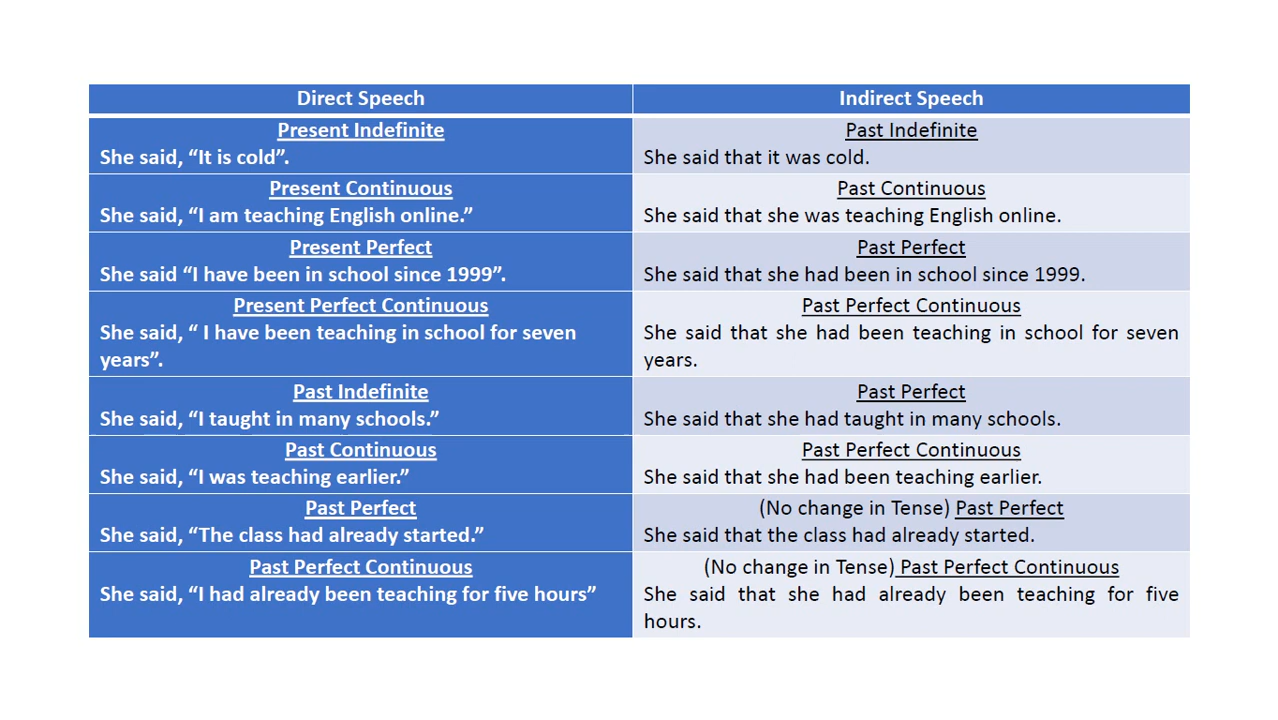 Direct Speech
Indirect Speech
Present Indefinite
She said, “It is cold”.
Past Indefinite
She said that it was cold.
Present Continuous
She said, “I am teaching English online.”
Past Continuous
She said that she was teaching English online.
Present Perfect
She said “I have been in school since 1999”.
Past Perfect
She said that she had been in school since 1999.
Present Perfect Continuous
She said, “ I have been teaching in school for seven
years”.
Past Perfect Continuous
She said that she had been teaching in school for seven
years.
Past Indefinite
She said, “I taught in many schools.”
Past Perfect
She said that she had taught in many schools.
Past Continuous
She said, “I was teaching earlier.”
Past Perfect Continuous
She said that she had been teaching earlier.
Past Perfect
She said, “The class had already started.”
(No change in Tense) Past Perfect
She said that the class had already started.
Past Perfect Continuous
She said, “I had already been teaching for five hours”
(No change in Tense) Past Perfect Continuous
She said that she had already been teaching for five
hours.